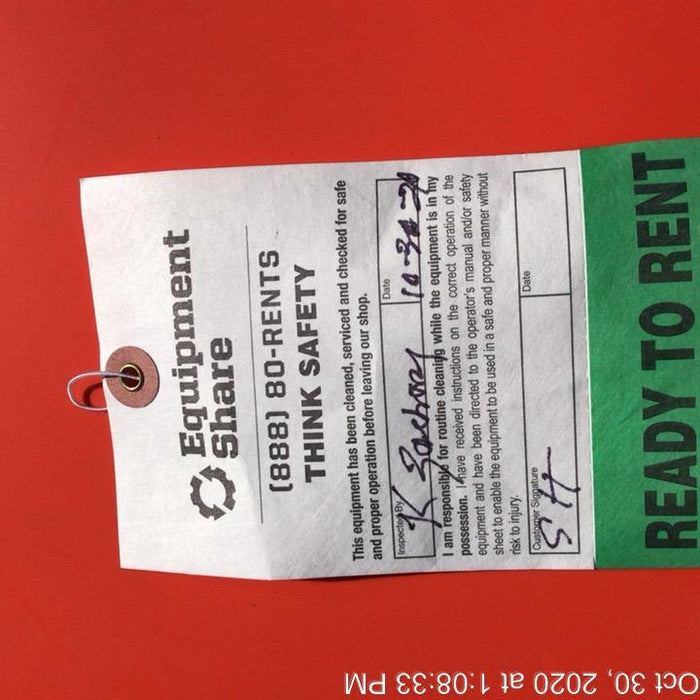 Equipment
Share
(888) 80-RENTS
THINK SAFETY
This equipment has been cleaned, serviced and checked for safe
and proper operation before leaving our shop.
Inspected By
Date
K
10-30-20
I am responsible for routine cleaning while the equipment is in my
possession. I have received instructions on the correct operation of the
equipment and have been directed to the operator's manual and/or safety
sheet to enable the equipment to be used in a safe and proper manner without
risk to injury.
Customer Signature
Date
SH
READY TO RENT
Oct 30, 2020 at 1:08:33 PM